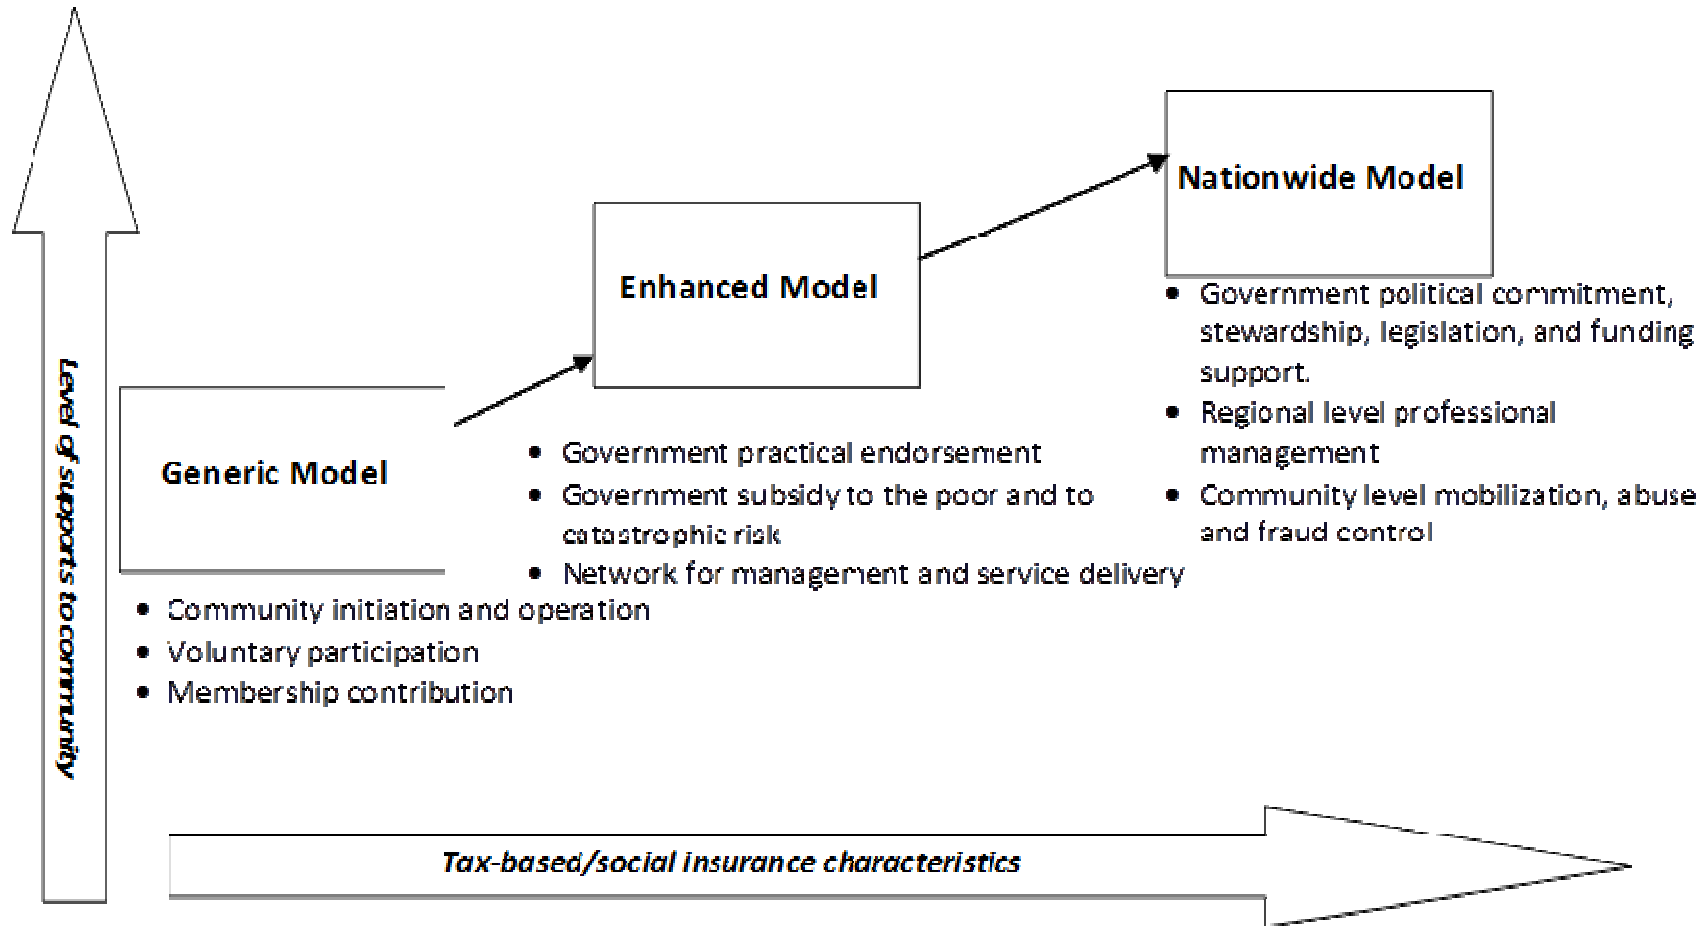 Nationwide Model
• Government political commitment,
stewardship, legislation, and funding
support.
• Regional level professional
management
• Community level mobilization, abuse
and fraud control
Enhanced Model
• Government practical endorsement
• Government subsidy to the poor and to
catastrophic risk
• Network for management and service delivery
Generic Model
• Community initiation and operation
• Voluntary participation
• Membership contribution
Level of supports to community
Tax-based/social insurance characteristics